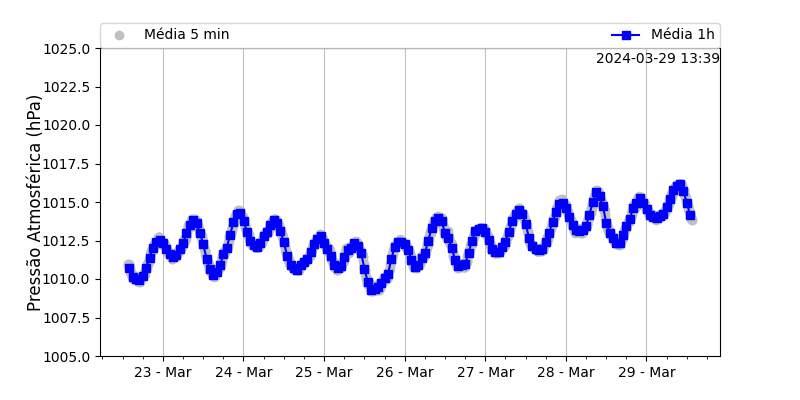 Média 5 min
Média 1h
2024-03-29 13:39
Pressão Atmosférica (hPa)
1025.0
1022.5
1020.0
1017.5
1015.0
1012.5
1010.0
1007.5
1005.0
23 - Mar
24 - Mar
25 - Mar
26 - Mar
27 - Mar
28 - Mar
29 - Mar